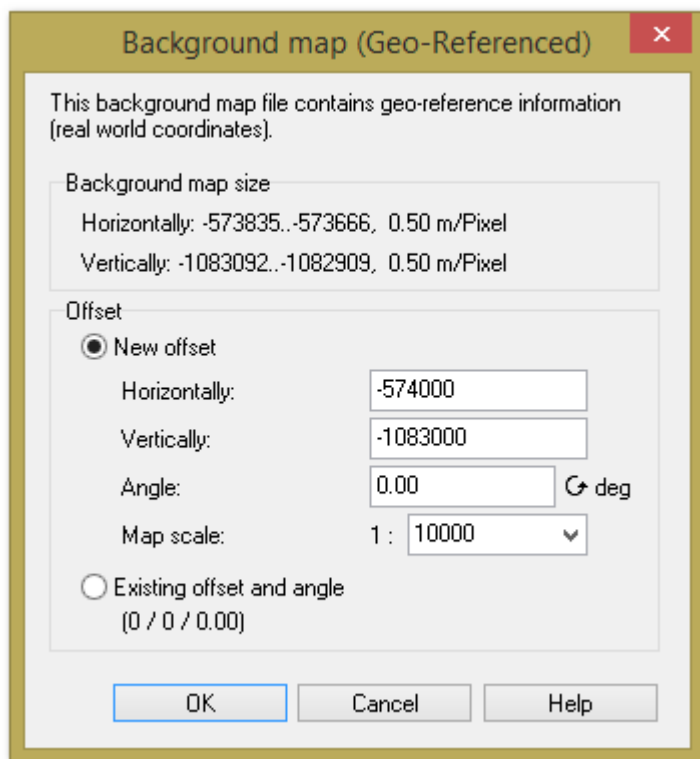 Background map (Geo-Referenced)
This background map file contains geo-reference information
(real world coordinates).
Background map size
Horizontally: -573835..-573666,  0.50 m/Pixel
Vertically: -1083092..-1082909,  0.50 m/Pixel
Offset
New offset
Horizontally: -574000
Vertically: -1083000
Angle: 0.00 deg
Map scale: 1 : 10000
Existing offset and angle
(0 / 0 / 0.00)
OK Cancel Help